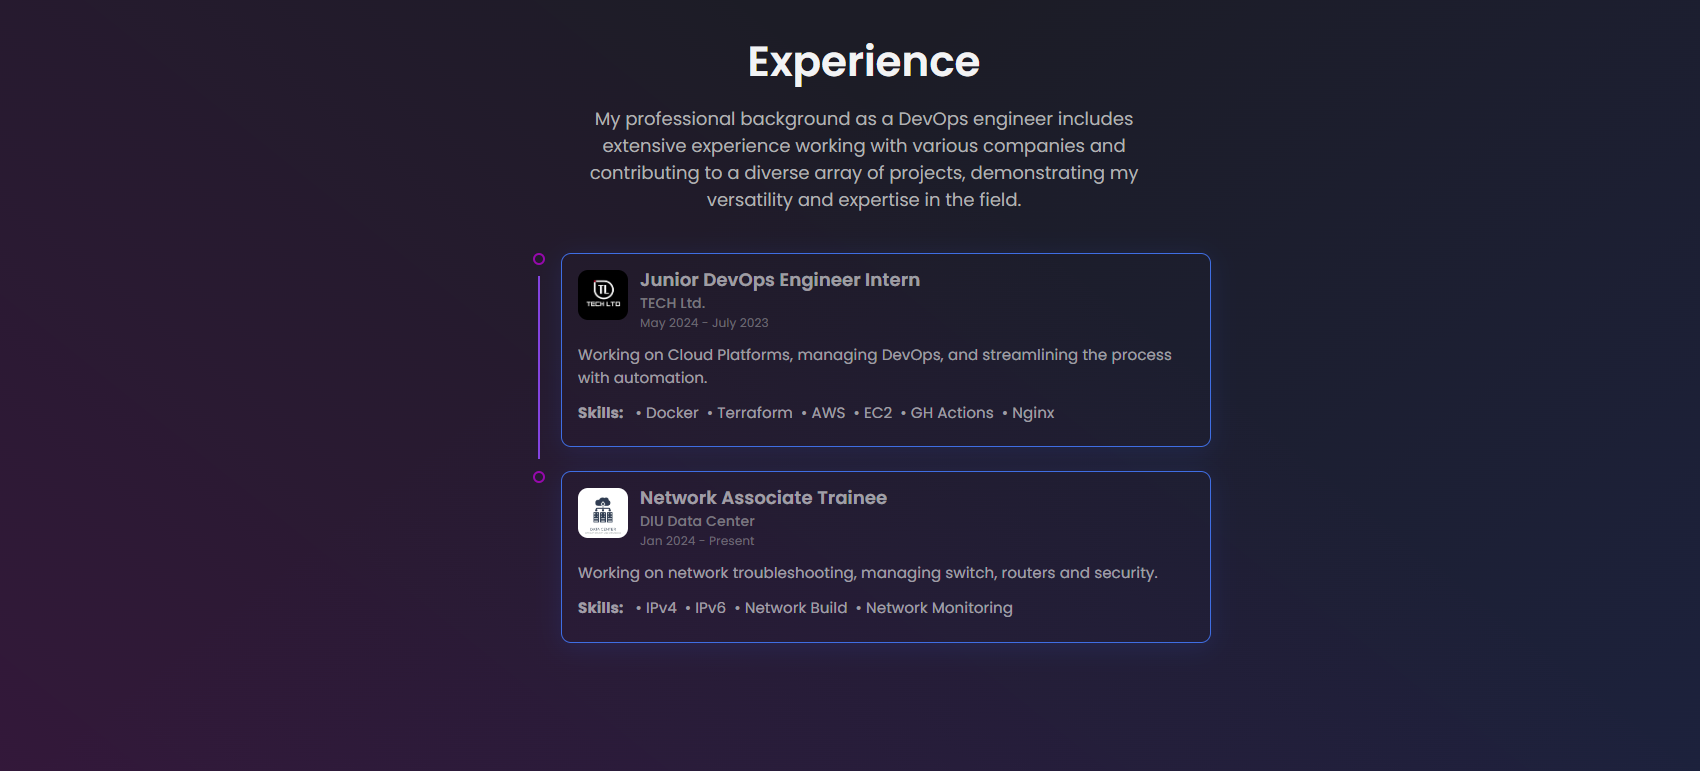 Experience
My professional background as a DevOps engineer includes
extensive experience working with various companies and
contributing to a diverse array of projects, demonstrating my
versatility and expertise in the field.
TL
TECH LTD
Junior DevOps Engineer Intern
TECH Ltd.
May 2024 - July 2023
Working on Cloud Platforms, managing DevOps, and streamlining the process
with automation.
Skills: • Docker • Terraform • AWS • EC2 • GH Actions • Nginx
DATA CENTER
Network Associate Trainee
DIU Data Center
Jan 2024 - Present
Working on network troubleshooting, managing switch, routers and security.
Skills: • IPv4 • IPv6 • Network Build • Network Monitoring